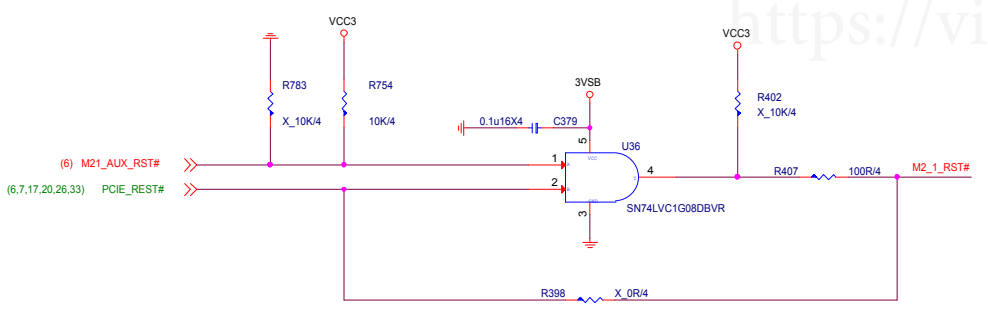 https://vi
VCC3
VCC3
R783
R754
3VSB
R402
X_10K/4
X_10K/4
10K/4
0.1u16X4
C379
5
U36
VCC
(6)
M21_AUX_RST#
1
A
4
R407
100R/4
M2_1_RST#
(6,7,17,20,26,33)
PCIE_REST#
2
B
GND
3
SN74LVC1G08DBVR
R398
X_0R/4